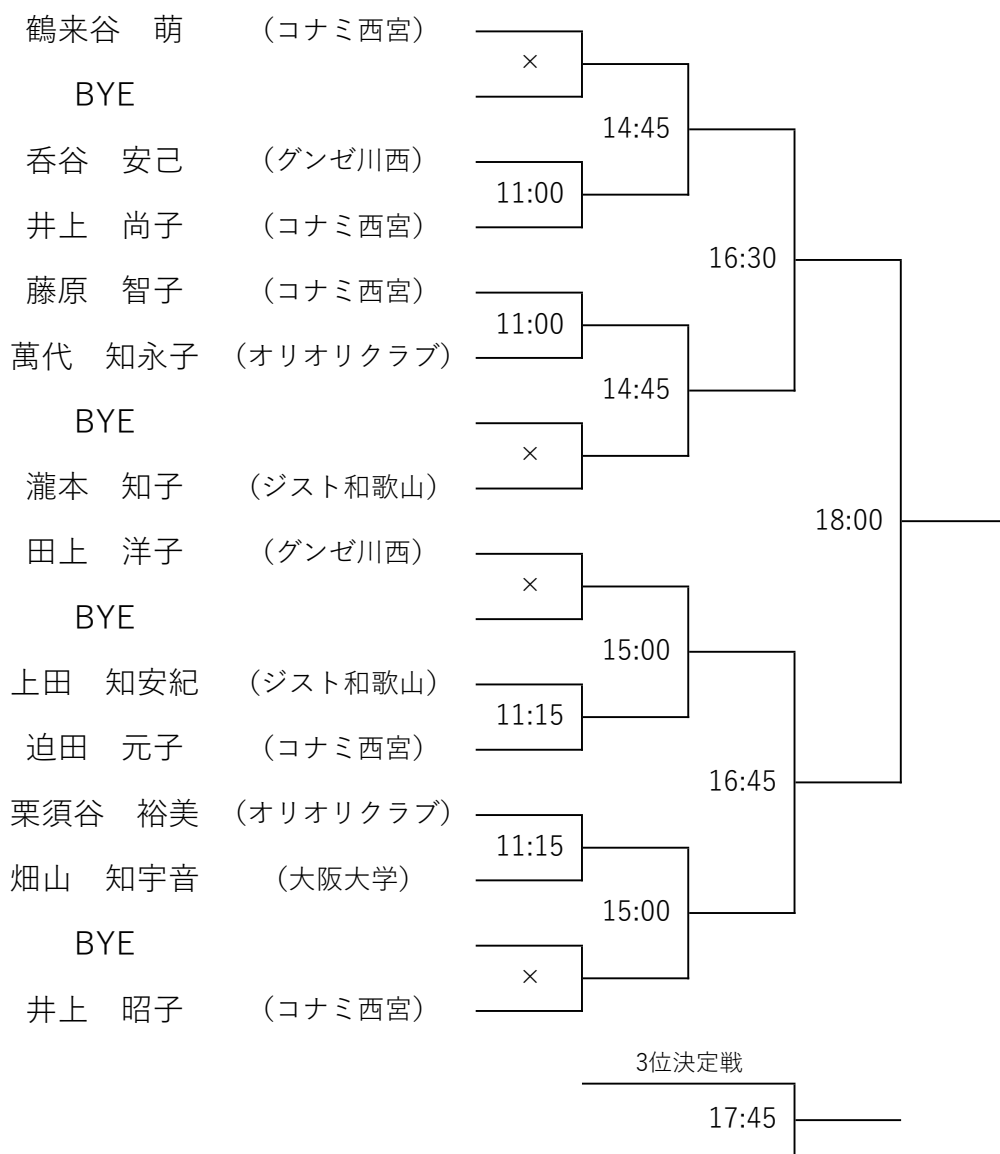 鶴来谷　萌　（コナミ西宮）
×
BYE
14:45
呑谷　安己　（グンゼ川西）
11:00
井上　尚子　（コナミ西宮）
16:30
藤原　智子　（コナミ西宮）
11:00
萬代　知永子　（オリオリクラブ）
14:45
BYE
×
瀧本　知子　（ジスト和歌山）
18:00
田上　洋子　（グンゼ川西）
×
BYE
15:00
上田　知安紀　（ジスト和歌山）
11:15
迫田　元子　（コナミ西宮）
16:45
栗須谷　裕美　（オリオリクラブ）
11:15
畑山　知宇音　（大阪大学）
15:00
BYE
×
井上　昭子　（コナミ西宮）
3位決定戦
17:45